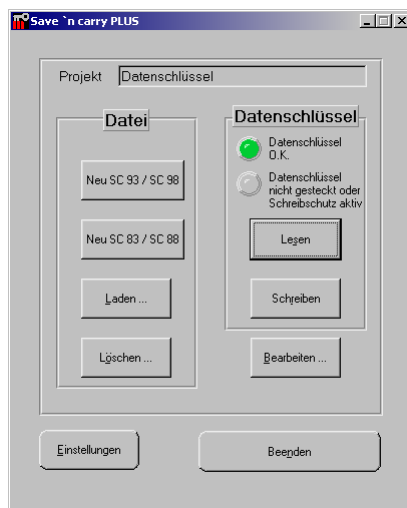 Save `n carry PLUS
Projekt Datenschlüssel
Datei
Neu SC 93 / SC 98
Neu SC 83 / SC 88
Laden ...
Löschen ...
Datenschlüssel
Datenschlüssel
O.K.
Datenschlüssel
nicht gesteckt oder
Schreibschutz aktiv
Lesen
Schreiben
Bearbeiten ...
Einstellungen
Beenden